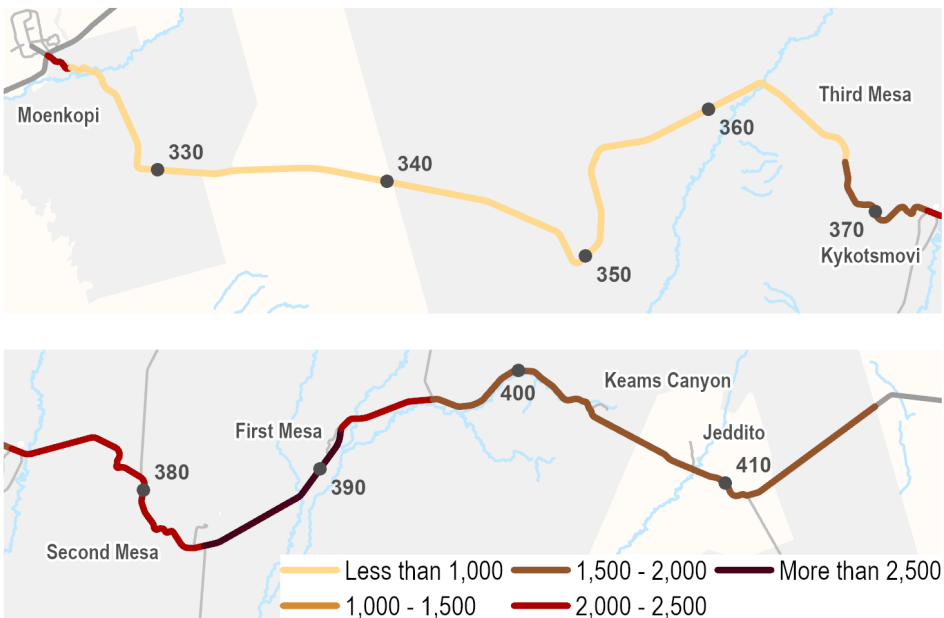 Moenkopi
330
340
350
360
Third Mesa
370
Kykotsmovi
380
Second Mesa
First Mesa
390
400
Keams Canyon
Jeddito
410
Less than 1,000
1,500 - 2,000
More than 2,500
1,000 - 1,500
2,000 - 2,500